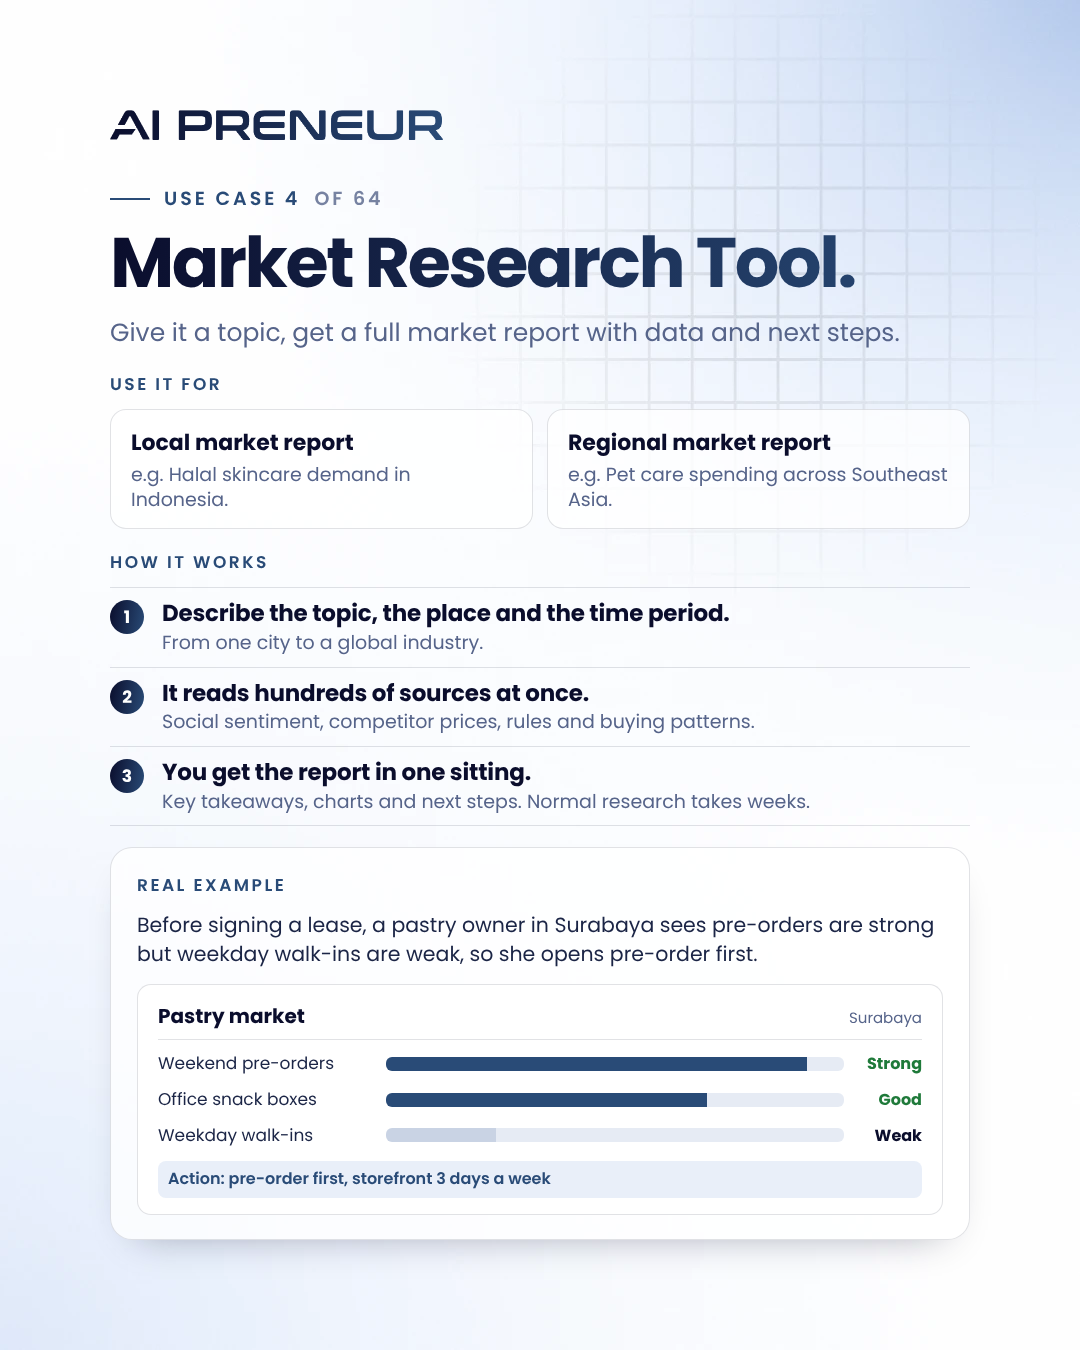 AI PRENEUR
USE CASE 4 OF 64
Market Research Tool.
Give it a topic, get a full market report with data and next steps.
USE IT FOR
Local market report
e.g. Halal skincare demand in
Indonesia.
Regional market report
e.g. Pet care spending across Southeast
Asia.
HOW IT WORKS
1 Describe the topic, the place and the time period.
From one city to a global industry.
2 It reads hundreds of sources at once.
Social sentiment, competitor prices, rules and buying patterns.
3 You get the report in one sitting.
Key takeaways, charts and next steps. Normal research takes weeks.
REAL EXAMPLE
Before signing a lease, a pastry owner in Surabaya sees pre-orders are strong
but weekday walk-ins are weak, so she opens pre-order first.
Pastry market Surabaya
Weekend pre-orders Strong
Office snack boxes Good
Weekday walk-ins Weak
Action: pre-order first, storefront 3 days a week